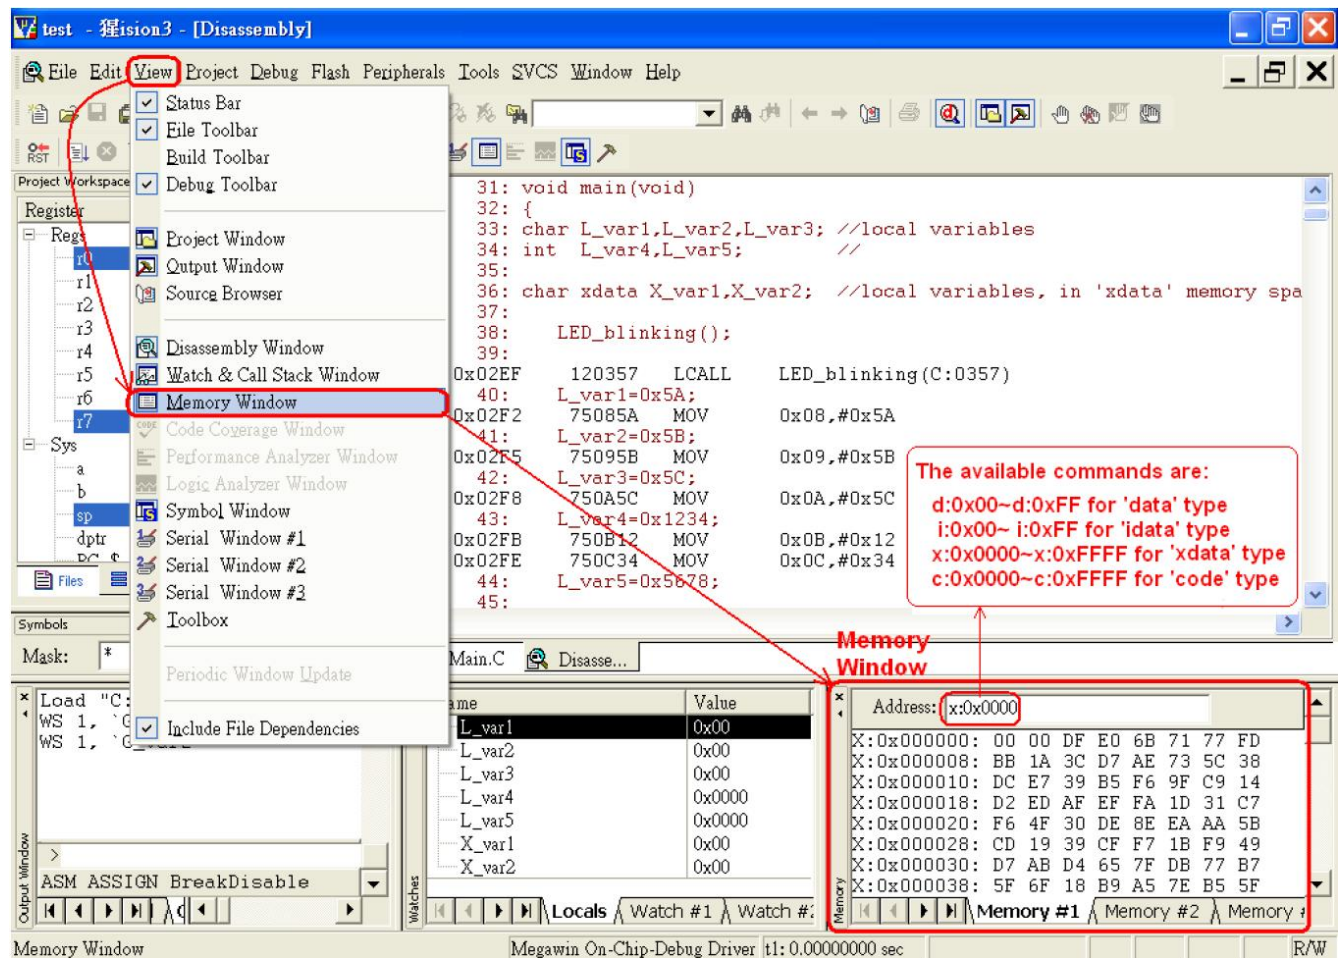 test - 猩ision3 - [Disassembly]
File Edit View Project Debug Flash Peripherals Tools SVCS Window Help
Status Bar
File Toolbar
Build Toolbar
Debug Toolbar
Project Window
Output Window
Source Browser
Disassembly Window
Watch & Call Stack Window
Memory Window
Code Coverage Window
Performance Analyzer Window
Logic Analyzer Window
Symbol Window
Serial Window #1
Serial Window #2
Serial Window #3
Toolbox
Periodic Window Update
Include File Dependencies
RST
Project Workspace
Register
Regs
r0
r1
r2
r3
r4
r5
r6
r7
Sys
a
b
sp
dptr
PC $
Files
31: void main(void)
32: {
33: char L_var1,L_var2,L_var3; //local variables
34: int L_var4,L_var5; //
35:
36: char xdata X_var1,X_var2; //local variables, in 'xdata' memory spa
37:
38: LED_blinking();
39:
0x02EF 120357 LCALL LED_blinking(C:0357)
40: L_var1=0x5A;
0x02F2 75085A MOV 0x08,#0x5A
41: L_var2=0x5B;
0x02F5 75095B MOV 0x09,#0x5B
42: L_var3=0x5C;
0x02F8 750A5C MOV 0x0A,#0x5C
43: L_var4=0x1234;
0x02FB 750B12 MOV 0x0B,#0x12
0x02FE 750C34 MOV 0x0C,#0x34
44: L_var5=0x5678;
45:
The available commands are:
d:0x00~d:0xFF for 'data' type
i:0x00~ i:0xFF for 'idata' type
x:0x0000~x:0xFFFF for 'xdata' type
c:0x0000~c:0xFFFF for 'code' type
Memory
Window
Symbols
Mask: *
Main.C Disasse...
Load "C:
WS 1, `G
WS 1, `G_var2
>
ASM ASSIGN BreakDisable
Output Window
ame Value
L_var1 0x00
L_var2 0x00
L_var3 0x00
L_var4 0x0000
L_var5 0x0000
X_var1 0x00
X_var2 0x00
Watches
Locals Watch #1 Watch #
Address: x:0x0000
X:0x000000: 00 00 DF E0 6B 71 77 FD
X:0x000008: BB 1A 3C D7 AE 73 5C 38
X:0x000010: DC E7 39 B5 F6 9F C9 14
X:0x000018: D2 ED AF EF FA 1D 31 C7
X:0x000020: F6 4F 30 DE 8E EA AA 5B
X:0x000028: CD 19 39 CF F7 1B F9 49
X:0x000030: D7 AB D4 65 7F DB 77 B7
X:0x000038: 5F 6F 18 B9 A5 7E B5 5F
Memory
Memory #1 Memory #2 Memory #
Memory Window Megawin On-Chip-Debug Driver t1: 0.00000000 sec R/W